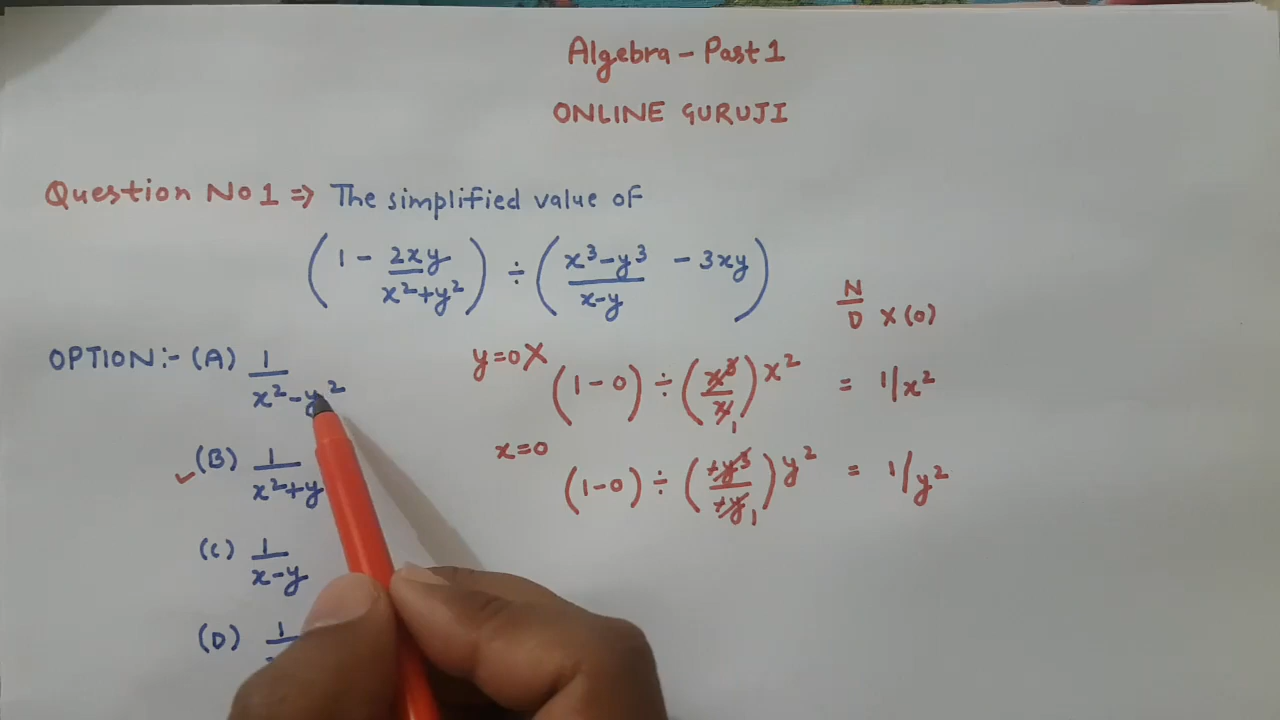 Algebra - Part 1
ONLINE GURUJI
Question No 1 ⇒ The simplified value of
(1 - 2xy/(x²+y²)) ÷ ((x³-y³)/(x-y) - 3xy)
N/D X (0)
OPTION:- (A) 1/(x²-y²)
y=0 X (1-0) ÷ (x³/x 1) x² = 1/x²
(B) 1/(x²+y
x=0 (1-0) ÷ (+y³/+y 1) y² = 1/y²
(C) 1/(x-y)
(D) 1